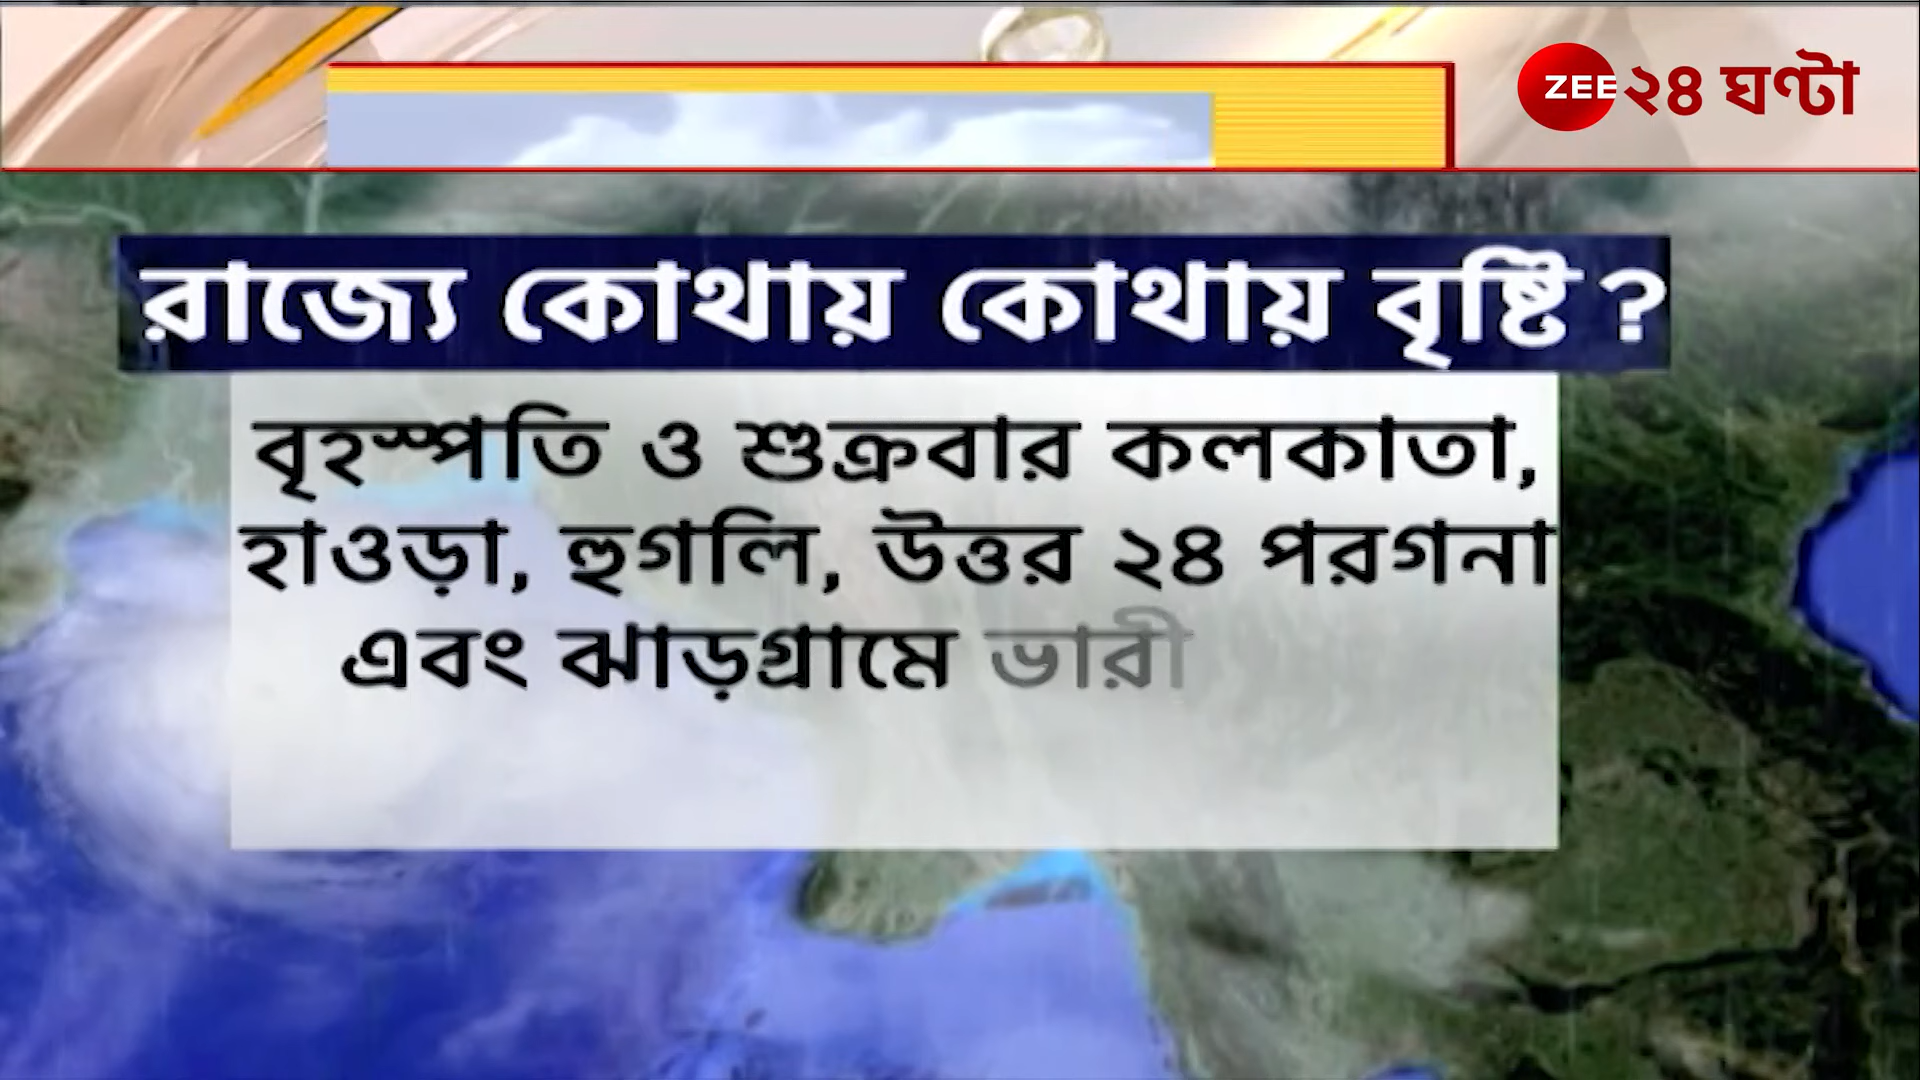 ZEE ২৪ ঘণ্টা
রাজ্যে কোথায় কোথায় বৃষ্টি?
বৃহস্পতি ও শুক্রবার কলকাতা,
হাওড়া, হুগলি, উত্তর ২৪ পরগনা
এবং ঝাড়গ্রামে ভারী